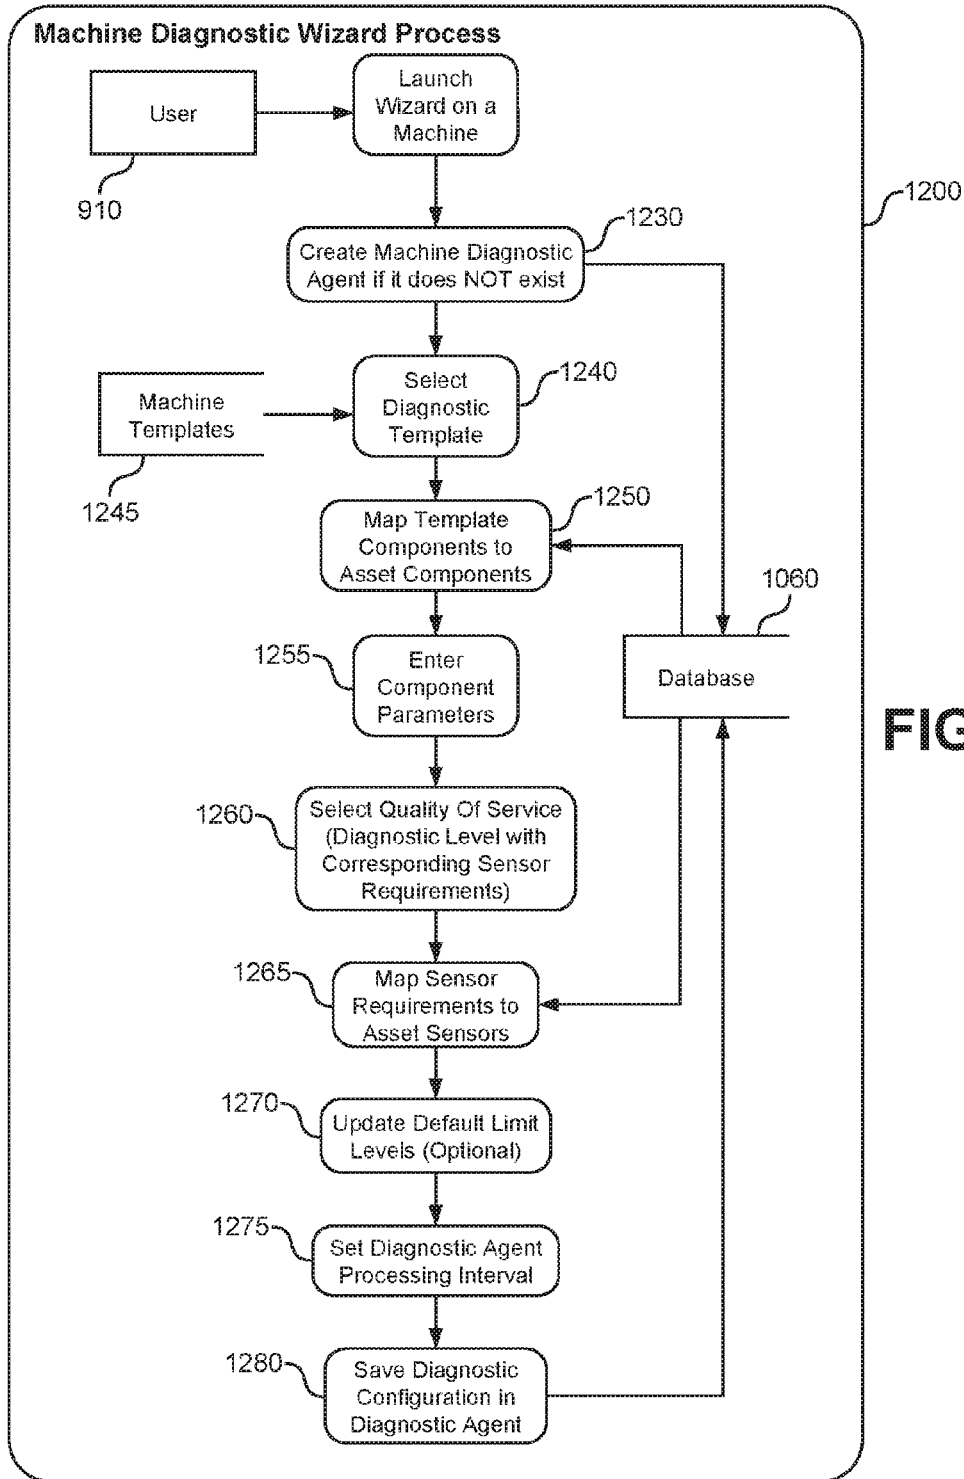 Machine Diagnostic Wizard Process
User
910
Launch
Wizard on a
Machine
1200
1230
Create Machine Diagnostic
Agent if it does NOT exist
Machine
Templates
1245
Select
Diagnostic
Template
1240
Map Template
Components to
Asset Components
1250
1060
Database
1255
Enter
Component
Parameters
FIG
1260
Select Quality Of Service
(Diagnostic Level with
Corresponding Sensor
Requirements)
1265
Map Sensor
Requirements to
Asset Sensors
1270
Update Default Limit
Levels (Optional)
1275
Set Diagnostic Agent
Processing Interval
1280
Save Diagnostic
Configuration in
Diagnostic Agent